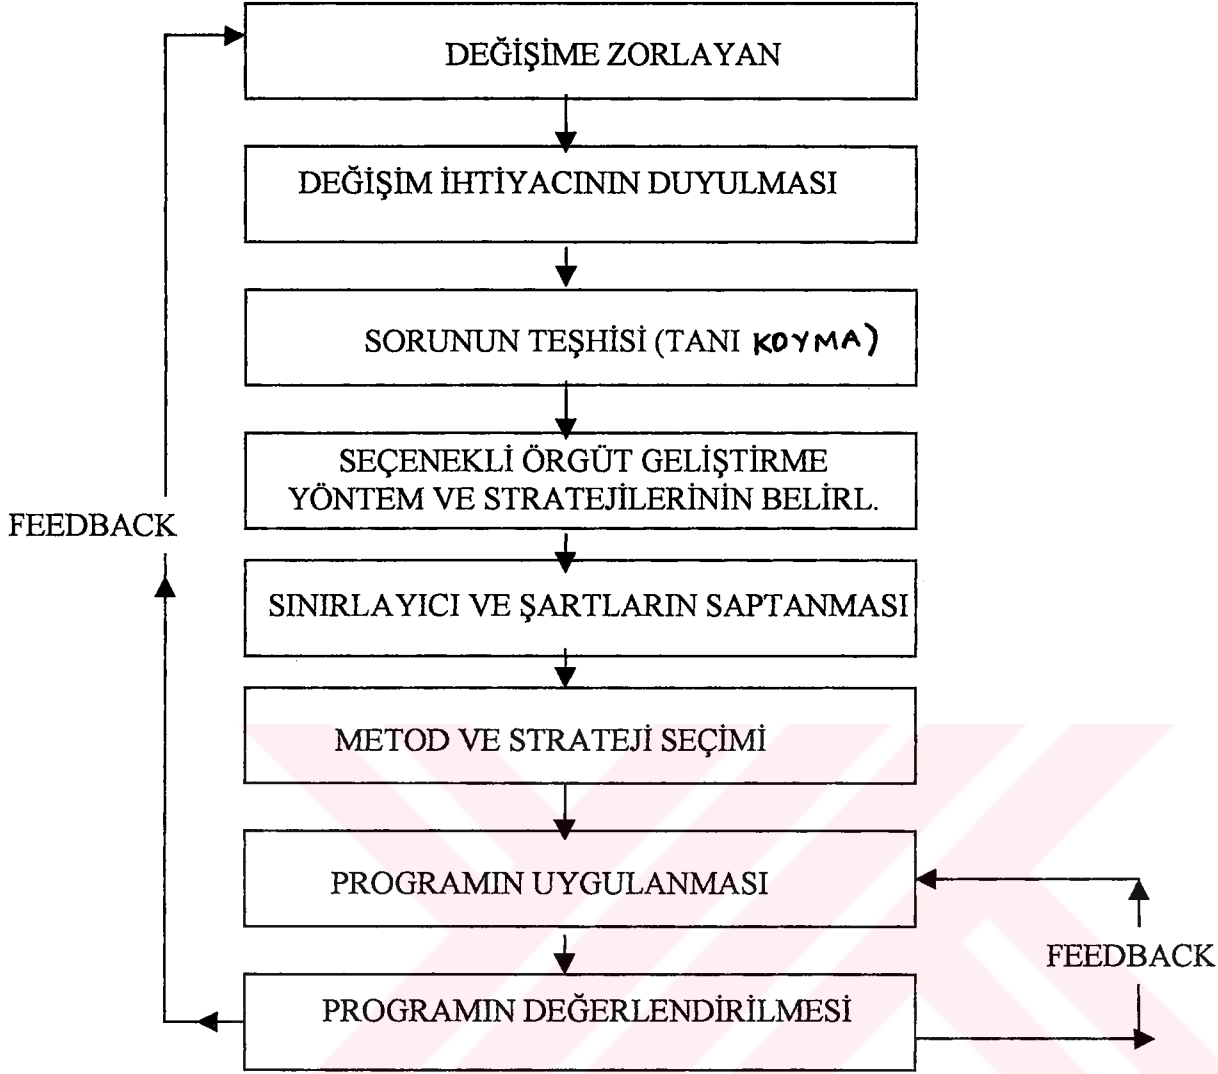 DEĞİŞİME ZORLAYAN
DEĞİŞİM İHTİYACININ DUYULMASI
SORUNUN TEŞHİSİ (TANI KOYMA)
SEÇENEKLİ ÖRGÜT GELİŞTİRME
YÖNTEM VE STRATEJİLERİNİN BELİRL.
FEEDBACK
SINIRLAYICI VE ŞARTLARIN SAPTANMASI
METOD VE STRATEJİ SEÇİMİ
PROGRAMIN UYGULANMASI
FEEDBACK
PROGRAMIN DEĞERLENDİRİLMESİ